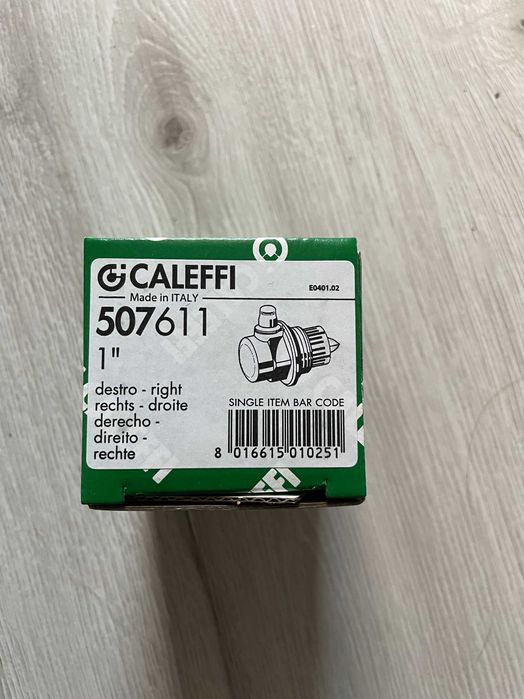 CALEFFI
Made in ITALY
E0401.02
507611
1"
destro - right
rechts - droite
derecho -
direito -
rechte
SINGLE ITEM BAR CODE
8 016615 010251